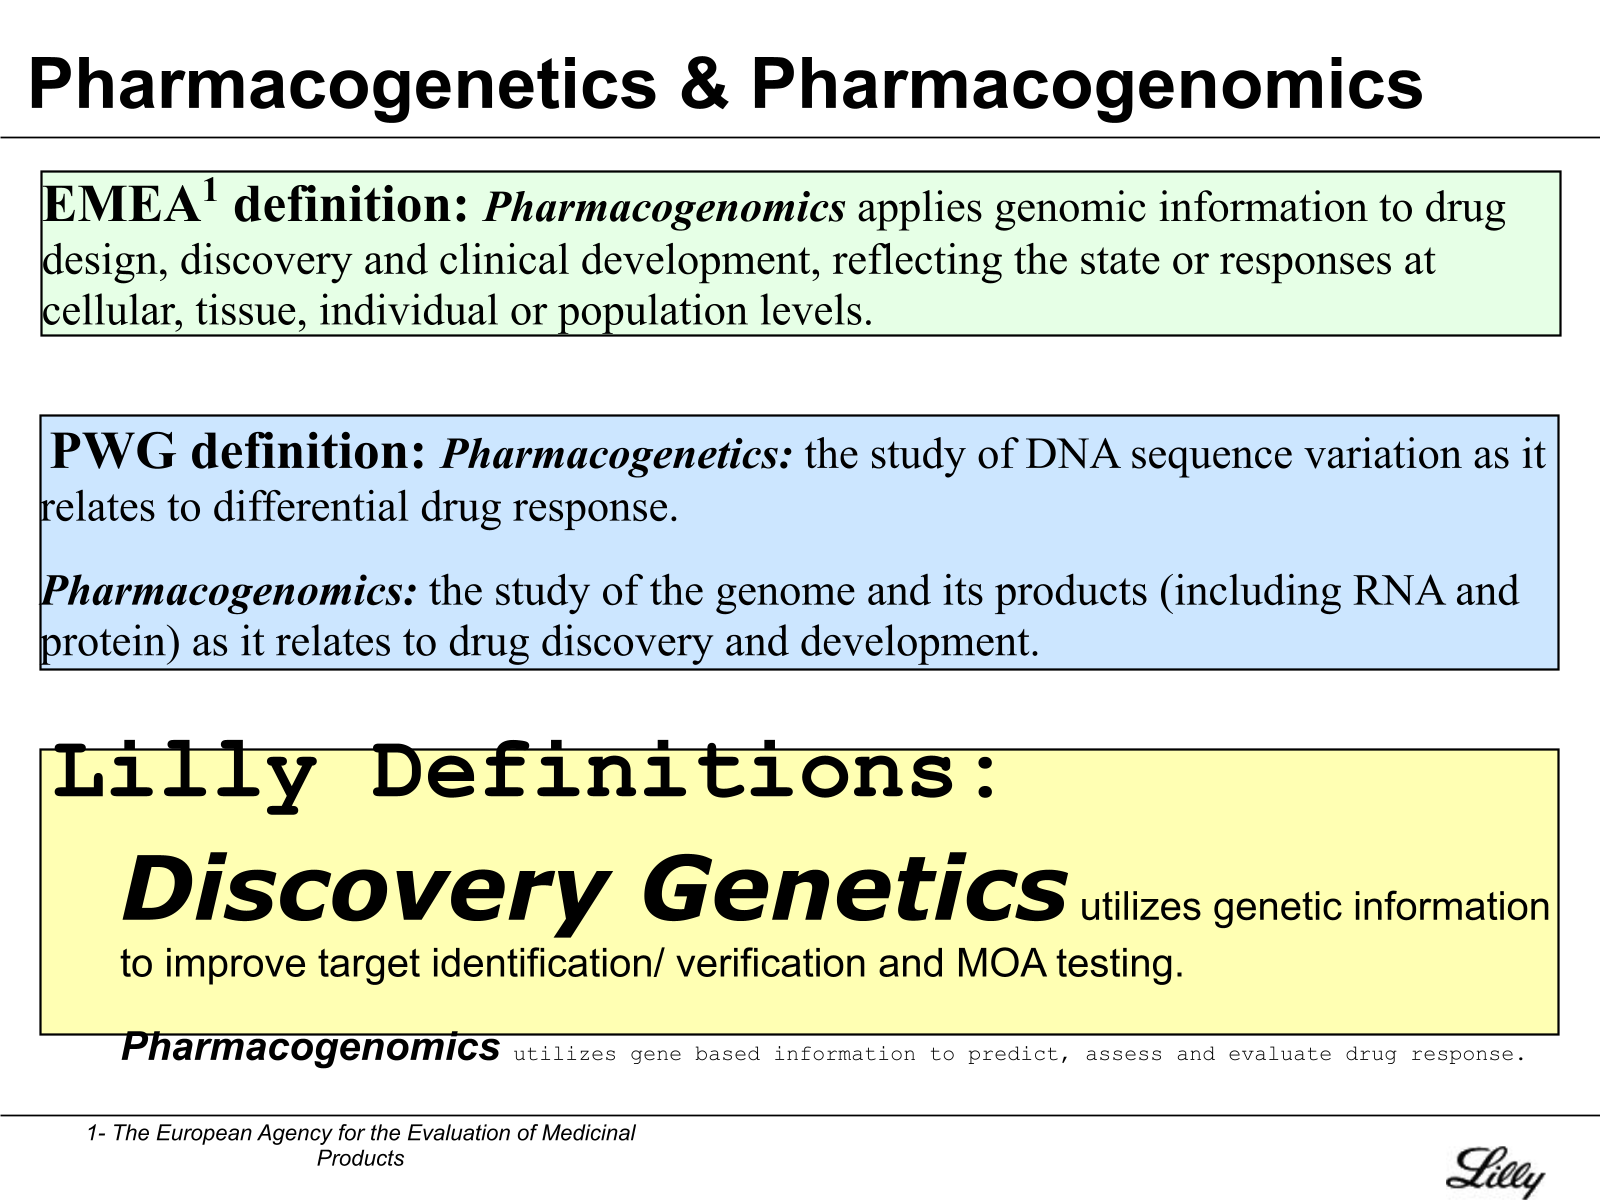 Pharmacogenetics & Pharmacogenomics
EMEA1 definition: Pharmacogenomics applies genomic information to drug
design, discovery and clinical development, reflecting the state or responses at
cellular, tissue, individual or population levels.
PWG definition: Pharmacogenetics: the study of DNA sequence variation as it
relates to differential drug response.
Pharmacogenomics: the study of the genome and its products (including RNA and
protein) as it relates to drug discovery and development.
Lilly Definitions:
Discovery Genetics utilizes genetic information
to improve target identification/ verification and MOA testing.
Pharmacogenomics utilizes gene based information to predict, assess and evaluate drug response.
1- The European Agency for the Evaluation of Medicinal
Products
Lilly